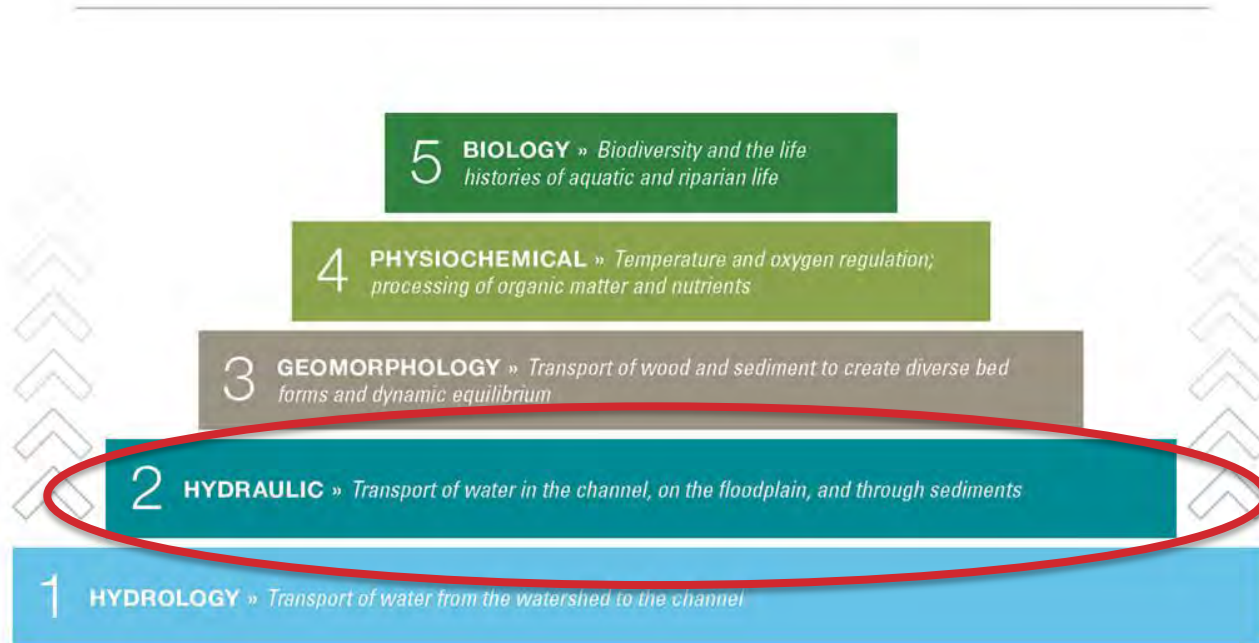 5 BIOLOGY » Biodiversity and the life
histories of aquatic and riparian life
4 PHYSIOCHEMICAL » Temperature and oxygen regulation;
processing of organic matter and nutrients
3 GEOMORPHOLOGY » Transport of wood and sediment to create diverse bed
forms and dynamic equilibrium
2 HYDRAULIC » Transport of water in the channel, on the floodplain, and through sediments
1 HYDROLOGY » Transport of water from the watershed to the channel